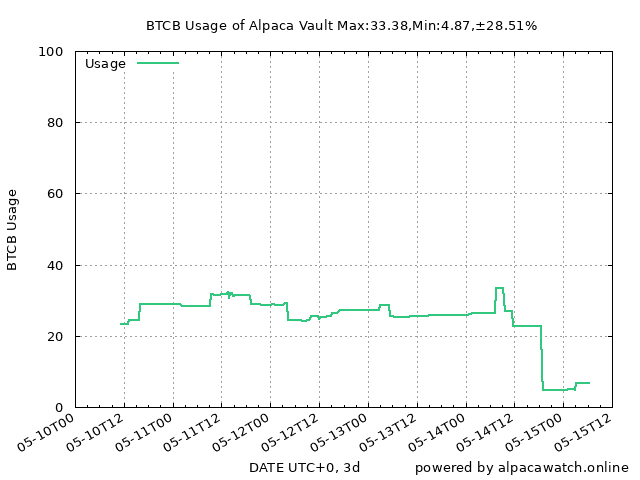 BTCB Usage of Alpaca Vault Max:33.38,Min:4.87,±28.51%
Usage
BTCB Usage
100
80
60
40
20
0
05-10T00
05-10T12
05-11T00
05-11T12
05-12T00
05-12T12
05-13T00
05-13T12
05-14T00
05-14T12
05-15T00
05-15T12
DATE UTC+0, 3d
powered by alpacawatch.online